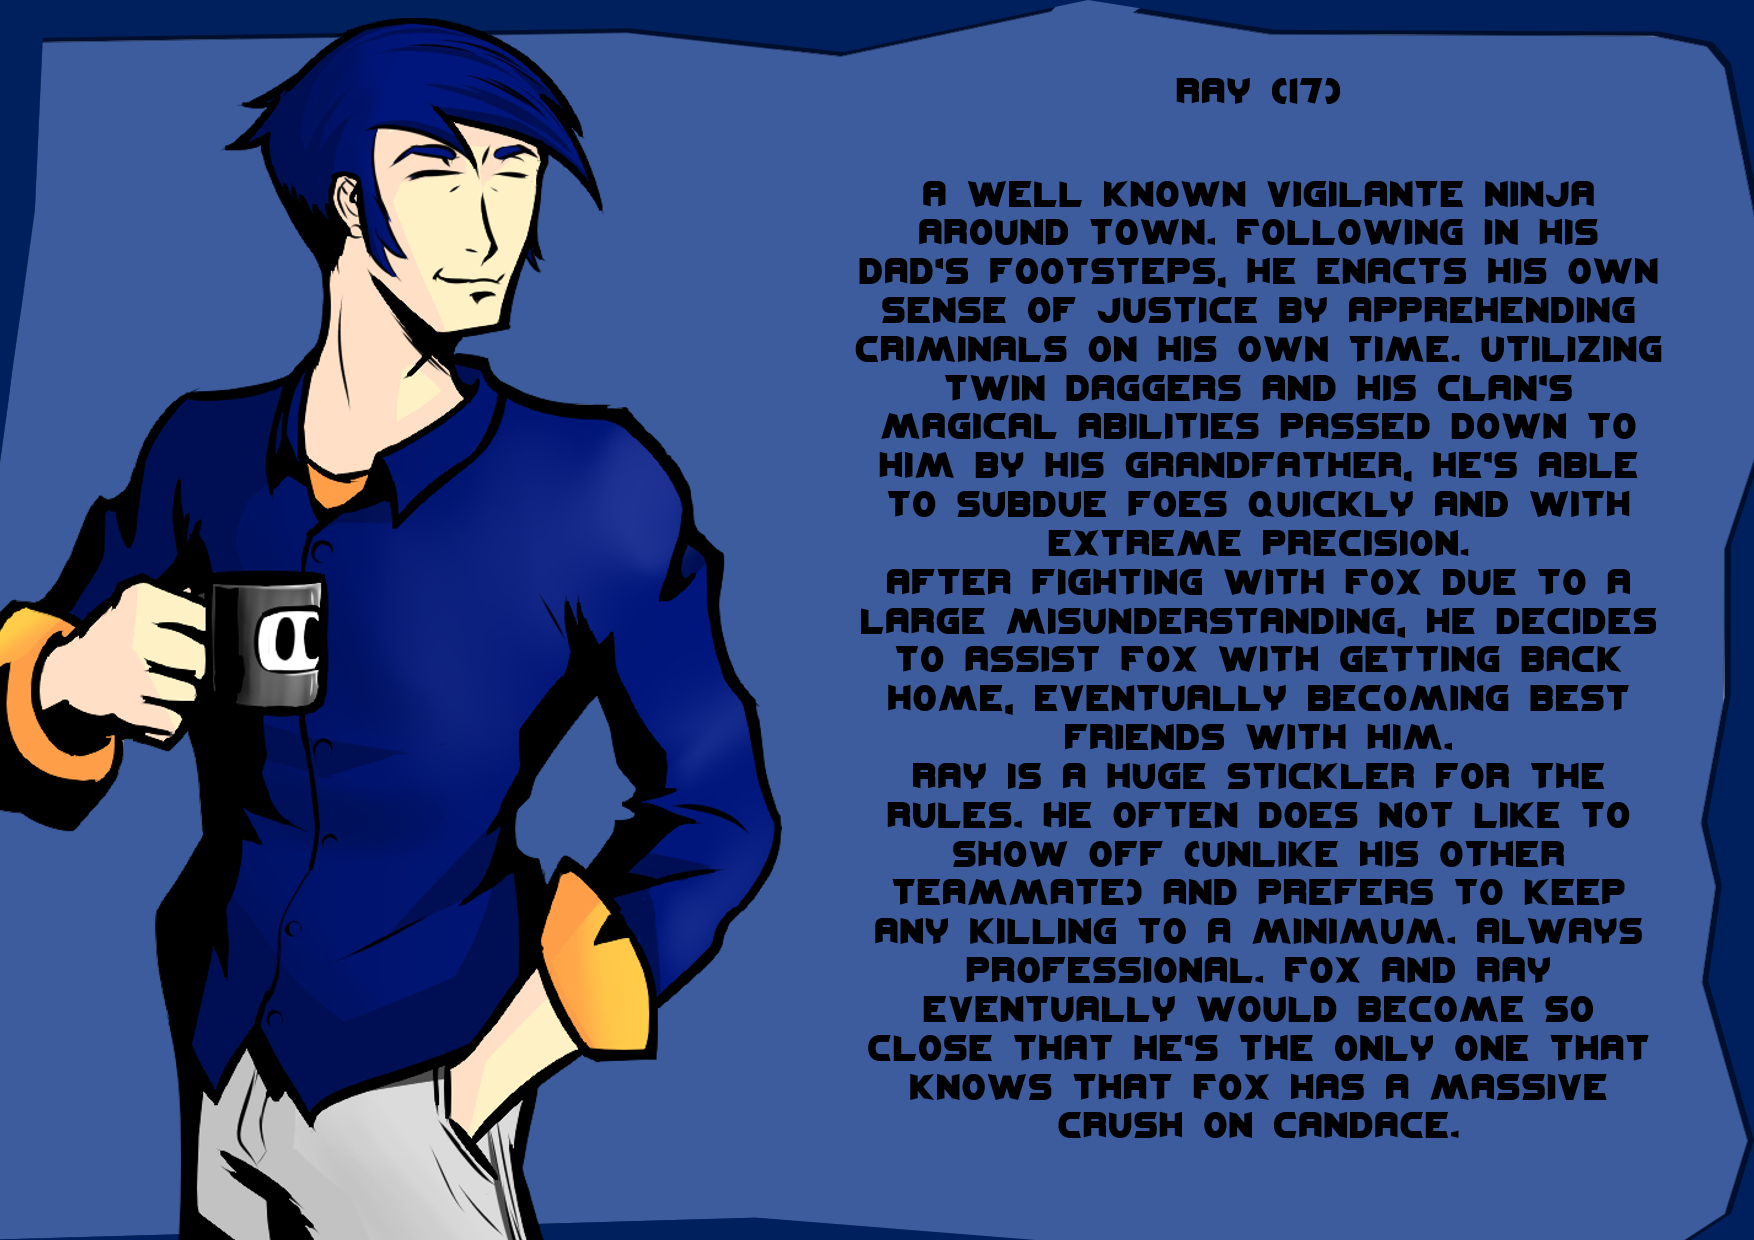 RAY (17)
A WELL KNOWN VIGILANTE NINJA
AROUND TOWN. FOLLOWING IN HIS
DAD'S FOOTSTEPS, HE ENACTS HIS OWN
SENSE OF JUSTICE BY APPREHENDING
CRIMINALS ON HIS OWN TIME. UTILIZING
TWIN DAGGERS AND HIS CLAN'S
MAGICAL ABILITIES PASSED DOWN TO
HIM BY HIS GRANDFATHER, HE'S ABLE
TO SUBDUE FOES QUICKLY AND WITH
EXTREME PRECISION.
AFTER FIGHTING WITH FOX DUE TO A
LARGE MISUNDERSTANDING, HE DECIDES
TO ASSIST FOX WITH GETTING BACK
HOME, EVENTUALLY BECOMING BEST
FRIENDS WITH HIM.
RAY IS A HUGE STICKLER FOR THE
RULES. HE OFTEN DOES NOT LIKE TO
SHOW OFF (UNLIKE HIS OTHER
TEAMMATE) AND PREFERS TO KEEP
ANY KILLING TO A MINIMUM. ALWAYS
PROFESSIONAL. FOX AND RAY
EVENTUALLY WOULD BECOME SO
CLOSE THAT HE'S THE ONLY ONE THAT
KNOWS THAT FOX HAS A MASSIVE
CRUSH ON CANDACE.